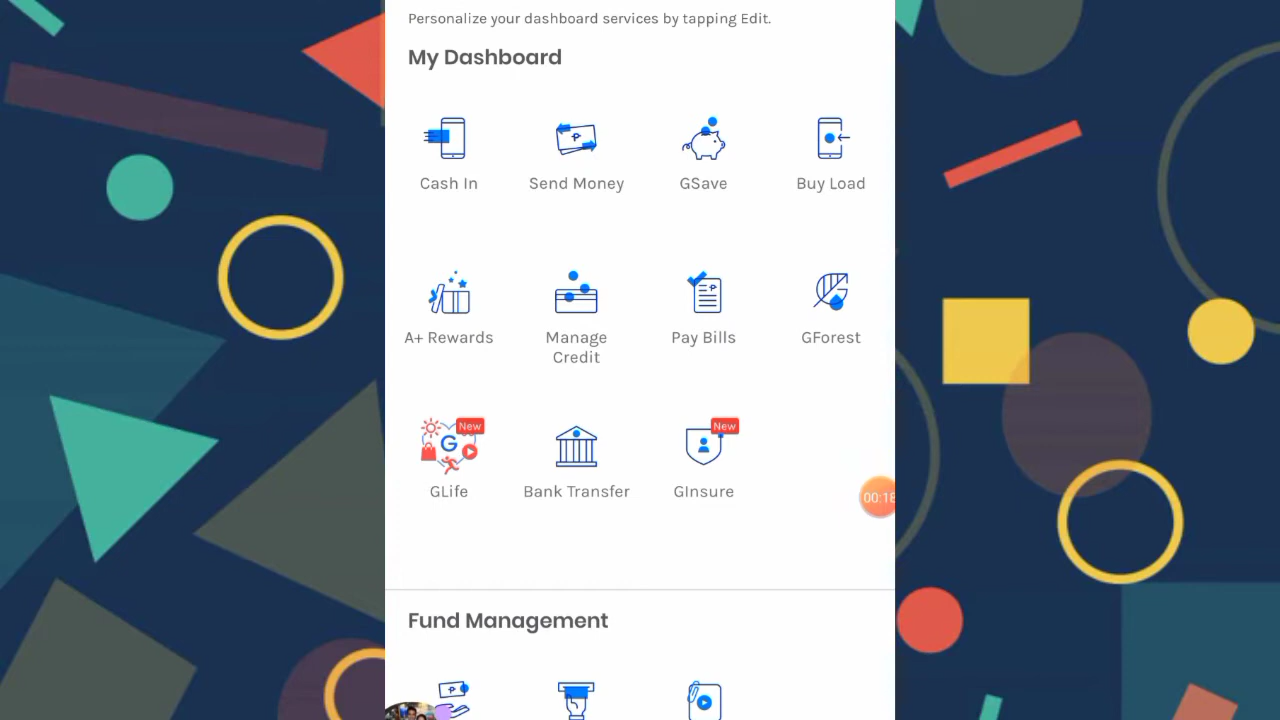 Personalize your dashboard services by tapping Edit.
My Dashboard
Cash In
Send Money
GSave
Buy Load
A+ Rewards
Manage
Credit
Pay Bills
GForest
New
G
New
GLife
Bank Transfer
GInsure
00:18
Fund Management